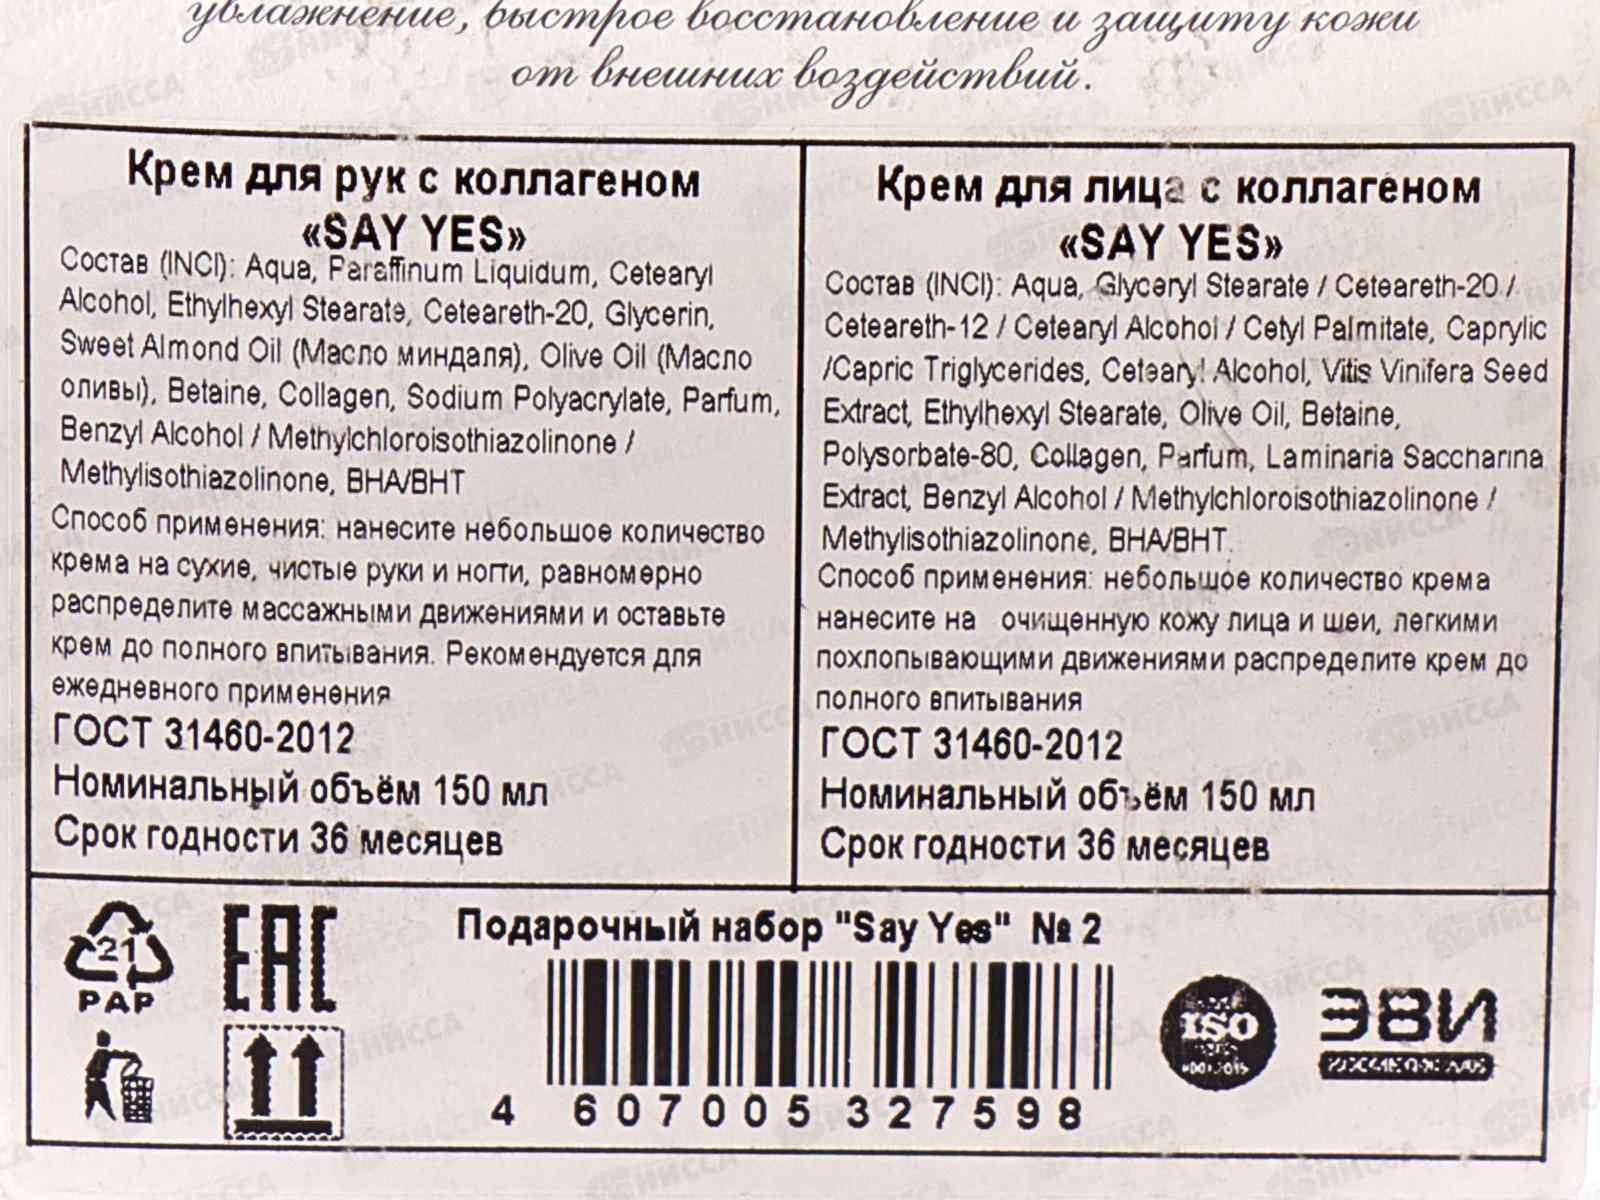 увлажнение, быстрое восстановление и защиту кожи
от внешних воздействий.
Крем для рук с коллагеном
«SAY YES»
Состав (INCI): Aqua, Paraffinum Liquidum, Cetearyl
Alcohol, Ethylhexyl Stearate, Ceteareth-20, Glycerin,
Sweet Almond Oil (Масло миндаля), Olive Oil (Масло
оливы), Betaine, Collagen, Sodium Polyacrylate, Parfum,
Benzyl Alcohol / Methylchloroisothiazolinone /
Methylisothiazolinone, BHA/BHT
Способ применения: нанесите небольшое количество
крема на сухие, чистые руки и ногти, равномерно
распределите массажными движениями и оставьте
крем до полного впитывания. Рекомендуется для
ежедневного применения
ГОСТ 31460-2012
Номинальный объём 150 мл
Срок годности 36 месяцев
Крем для лица с коллагеном
«SAY YES»
Состав (INCI): Aqua, Glyceryl Stearate / Ceteareth-20 /
Ceteareth-12 / Cetearyl Alcohol / Cetyl Palmitate, Caprylic
/Capric Triglycerides, Cetearyl Alcohol, Vitis Vinifera Seed
Extract, Ethylhexyl Stearate, Olive Oil, Betaine,
Polysorbate-80, Collagen, Parfum, Laminaria Saccharina
Extract, Benzyl Alcohol / Methylchloroisothiazolinone /
Methylisothiazolinone, BHA/BHT.
Способ применения: небольшое количество крема
нанесите на очищенную кожу лица и шеи, легкими
похлопывающими движениями распределите крем до
полного впитывания
ГОСТ 31460-2012
Номинальный объём 150 мл
Срок годности 36 месяцев
21
PAP
EAC
Подарочный набор "Say Yes" № 2
4 607005 327598
ISO
ЭВИ
НИССА